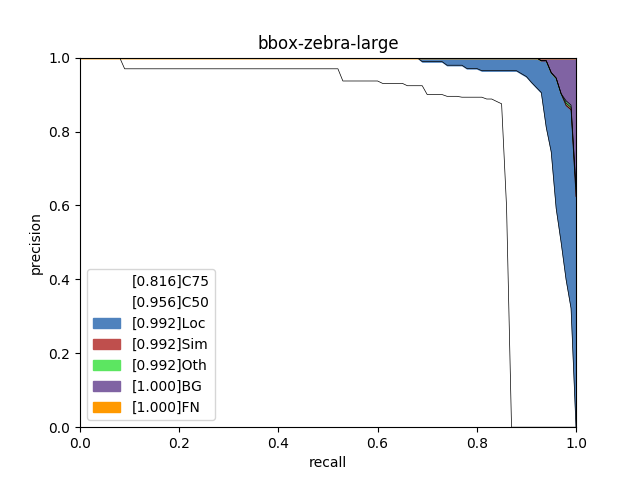 bbox-zebra-large
1.0
0.8
0.6
0.4
0.2
0.0
precision
[0.816]C75
[0.956]C50
[0.992]Loc
[0.992]Sim
[0.992]Oth
[1.000]BG
[1.000]FN
0.0 0.2 0.4 0.6 0.8 1.0
recall